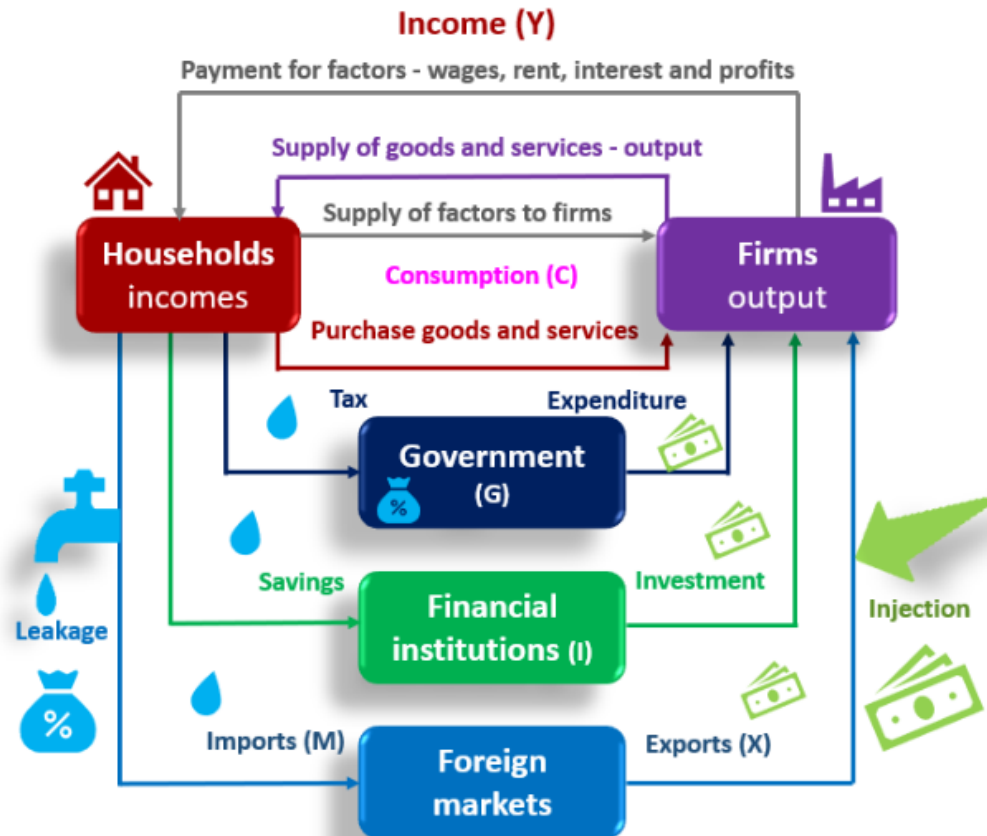 Income (Y)
Payment for factors - wages, rent, interest and profits
Supply of goods and services - output
Supply of factors to firms
Households
incomes
Firms
output
Consumption (C)
Purchase goods and services
Tax
Expenditure
Government
(G)
%
Savings
Investment
Financial
institutions (I)
Leakage
Injection
%
Imports (M)
Exports (X)
Foreign
markets